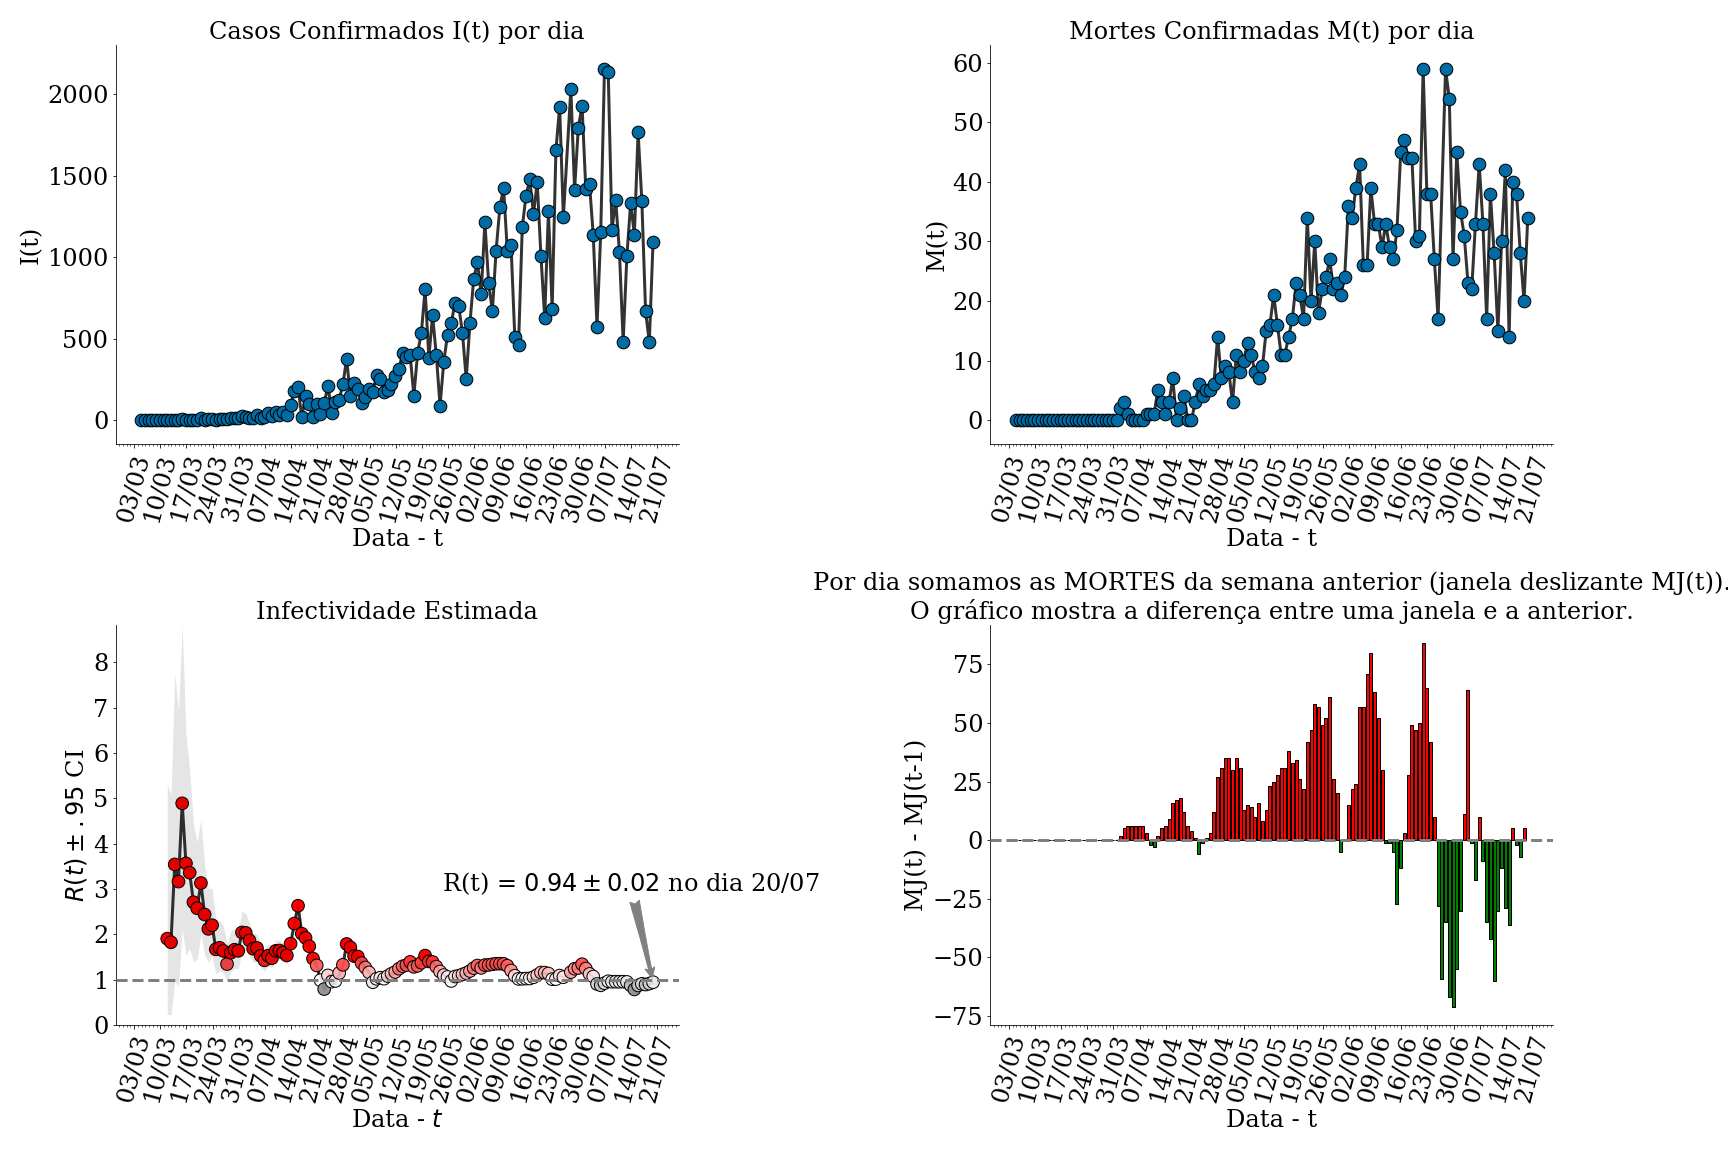 Casos Confirmados I(t) por dia
I(t)
2000
1500
1000
500
0
03/03 10/03 17/03 24/03 31/03 07/04 14/04 21/04 28/04 05/05 12/05 19/05 26/05 02/06 09/06 16/06 23/06 30/06 07/07 14/07 21/07
Data - t
Mortes Confirmadas M(t) por dia
M(t)
60
50
40
30
20
10
0
03/03 10/03 17/03 24/03 31/03 07/04 14/04 21/04 28/04 05/05 12/05 19/05 26/05 02/06 09/06 16/06 23/06 30/06 07/07 14/07 21/07
Data - t
Infectividade Estimada
R(t) ± .95 CI
8
7
6
5
4
3
2
1
0
R(t) = 0.94 ± 0.02 no dia 20/07
03/03 10/03 17/03 24/03 31/03 07/04 14/04 21/04 28/04 05/05 12/05 19/05 26/05 02/06 09/06 16/06 23/06 30/06 07/07 14/07 21/07
Data - t
Por dia somamos as MORTES da semana anterior (janela deslizante MJ(t)).
O gráfico mostra a diferença entre uma janela e a anterior.
MJ(t) - MJ(t-1)
75
50
25
0
−25
−50
−75
03/03 10/03 17/03 24/03 31/03 07/04 14/04 21/04 28/04 05/05 12/05 19/05 26/05 02/06 09/06 16/06 23/06 30/06 07/07 14/07 21/07
Data - t